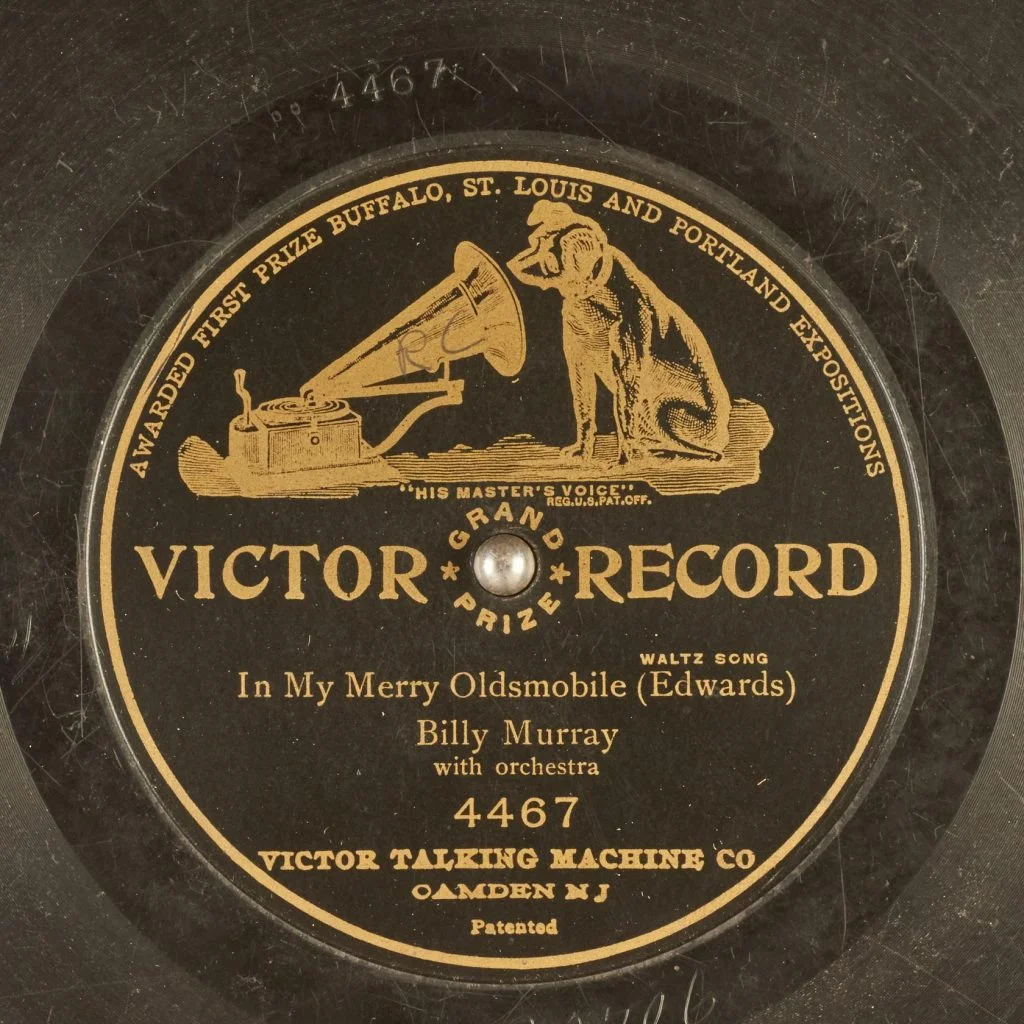 4467
AWARDED FIRST PRIZE BUFFALO, ST. LOUIS AND PORTLAND EXPOSITIONS
RC
"HIS MASTER'S VOICE"
REG.U.S.PAT.OFF.
GRAND PRIZE
VICTOR RECORD
WALTZ SONG
In My Merry Oldsmobile (Edwards)
Billy Murray
with orchestra
4467
VICTOR TALKING MACHINE CO
CAMDEN N J
Patented